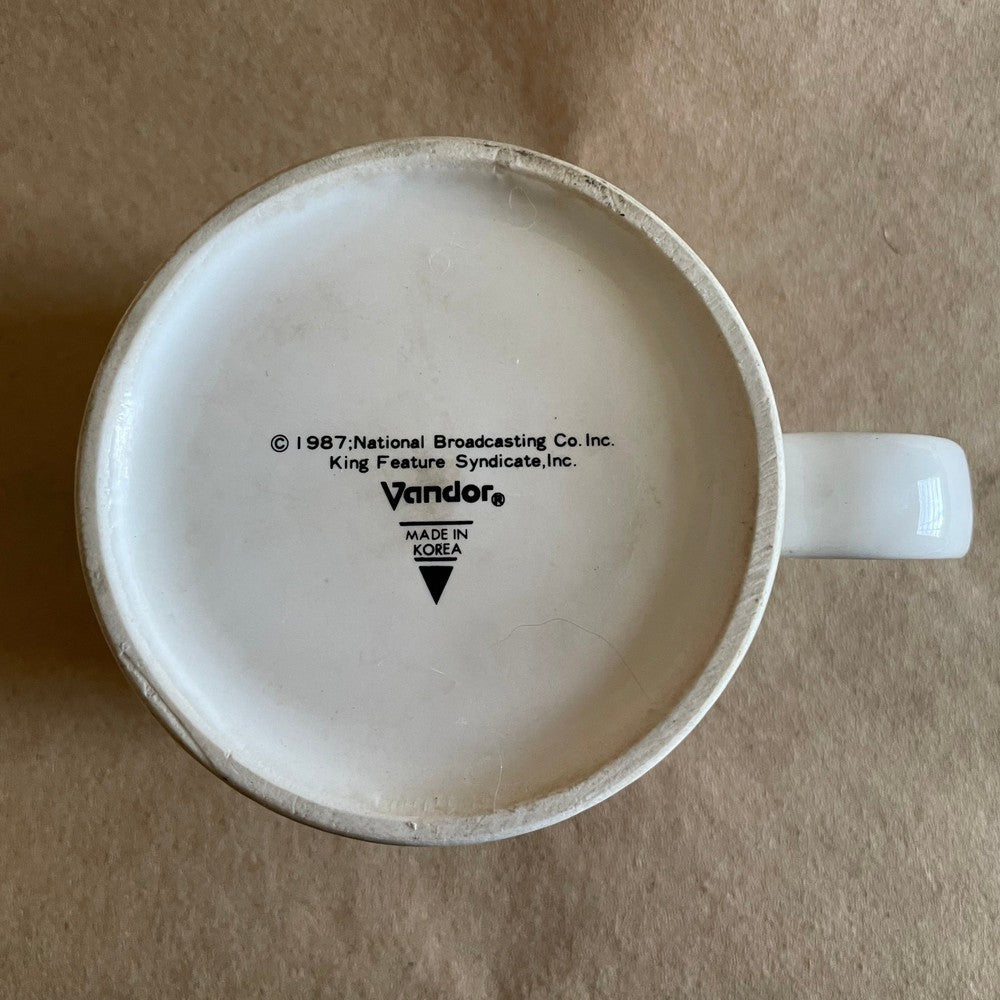 © 1987;National Broadcasting Co.Inc.
King Feature Syndicate,Inc.
Vandor®
MADE IN
KOREA